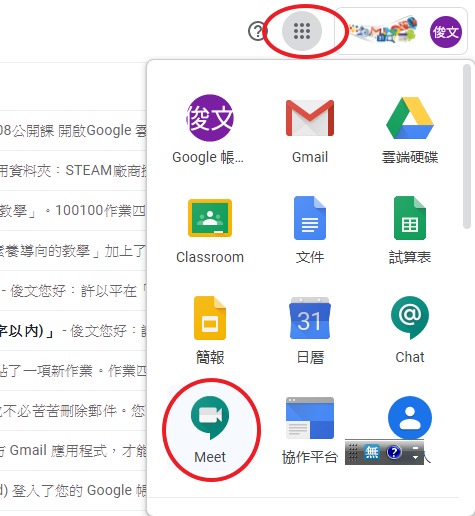 俊文
08公開課 開啟Google 雲
用資料夾：STEAM廠商掛
教學」。100100作業四
素養導向的教學」加上了
- 俊文您好：許以平在「
字以內)」 - 俊文您好：
占了一項新作業。作業四
也不必苦苦刪除郵件。您
方 Gmail 應用程式，才能
d) 登入了您的 Google 帳
俊文
Google 帳...
Gmail
雲端硬碟
Classroom
文件
試算表
簡報
31
日曆
Chat
Meet
協作平台
人
無